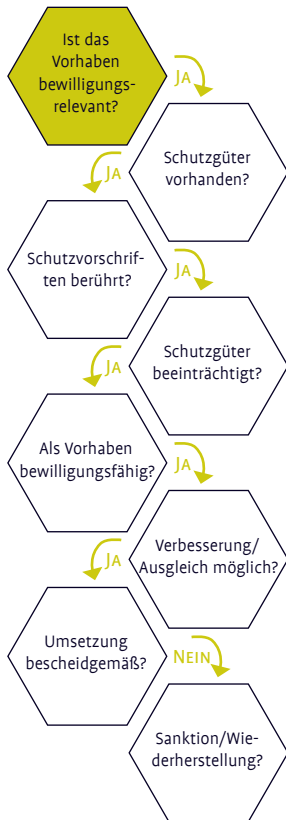 Ist das
Vorhaben
bewilligungs-
relevant?
JA
Schutzgüter
vorhanden?
JA
Schutzvorschrif-
ten berührt?
JA
Schutzgüter
beeinträchtigt?
JA
Als Vorhaben
bewilligungsfähig?
JA
Verbesserung/
Ausgleich möglich?
JA
Umsetzung
bescheidgemäß?
NEIN
Sanktion/Wie-
derherstellung?